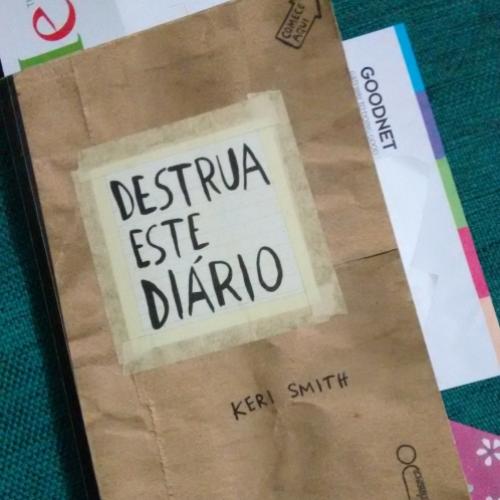 COMECE
AQUI
GOODNET
DESTRUA
ESTE
DIÁRIO
KERI SMITH